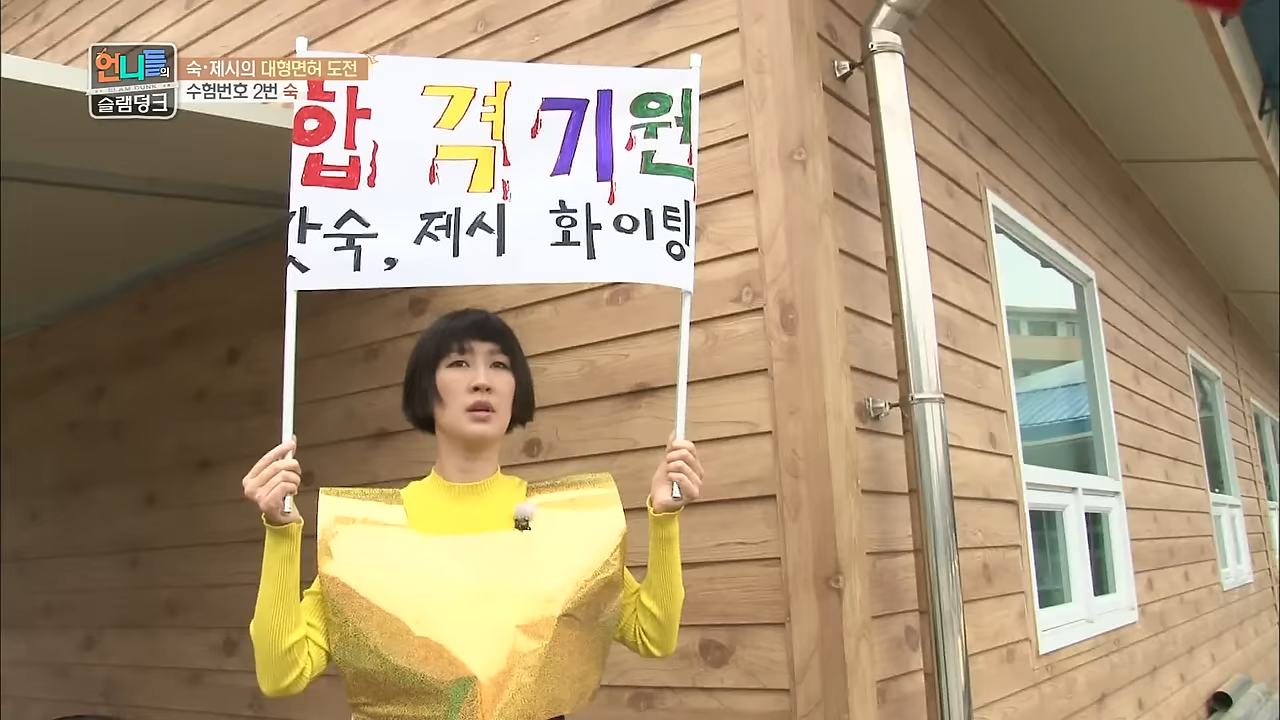 언니들의
SLAM DUNK
슬램덩크
숙·제시의 대형면허 도전
수험번호 2번 숙
합격기원
갓숙, 제시 화이팅